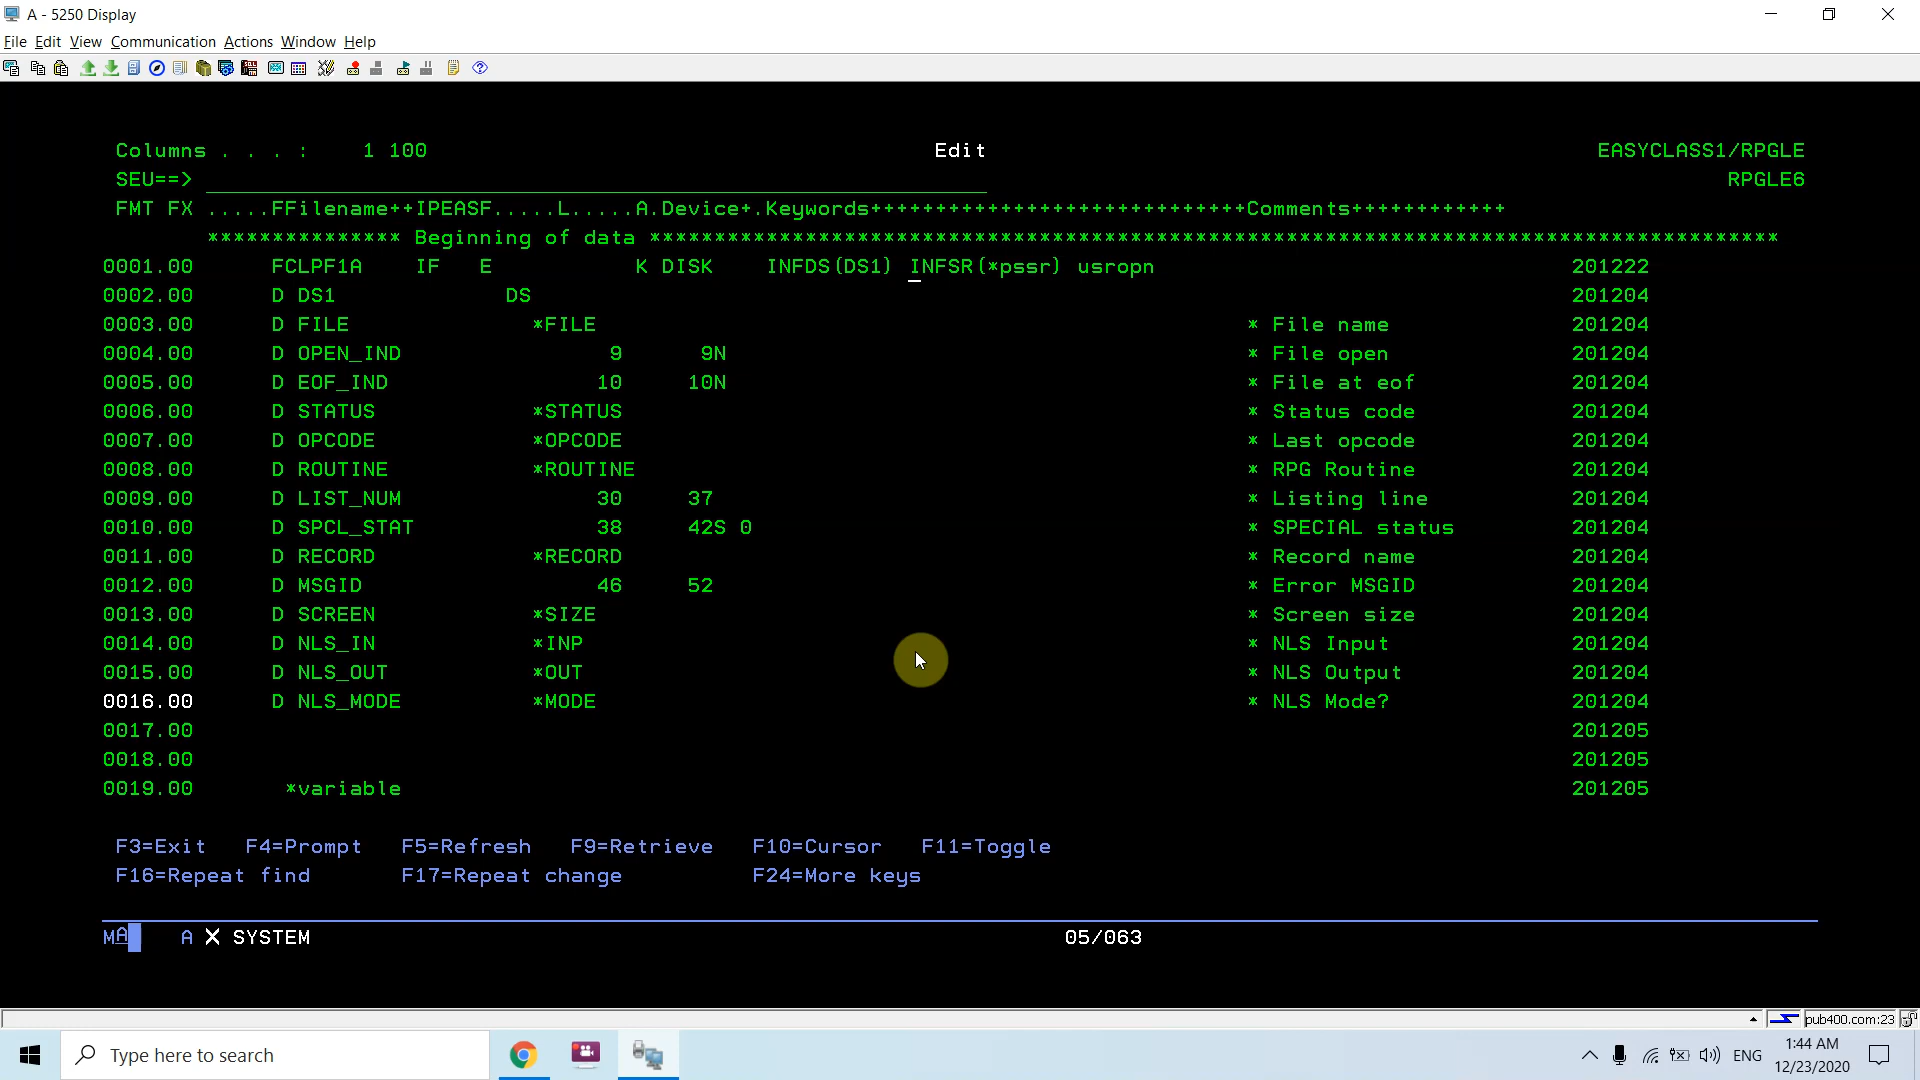 A - 5250 Display
File Edit View Communication Actions Window Help
Columns . . . :    1 100                                       Edit                                               EASYCLASS1/RPGLE
SEU==>                                                                                                                      RPGLE6
FMT FX .....FFilename++IPEASF.....L.....A.Device+.Keywords+++++++++++++++++++++++++++++Comments++++++++++++
*************** Beginning of data ***************************************************************************************
0001.00      FCLPF1A    IF   E           K DISK    INFDS(DS1) INFSR(*pssr) usropn                                201222
0002.00      D DS1             DS                                                                                201204
0003.00      D FILE              *FILE                                                  * File name              201204
0004.00      D OPEN_IND                9      9N                                        * File open              201204
0005.00      D EOF_IND                10     10N                                        * File at eof            201204
0006.00      D STATUS            *STATUS                                                * Status code            201204
0007.00      D OPCODE            *OPCODE                                                * Last opcode            201204
0008.00      D ROUTINE           *ROUTINE                                               * RPG Routine            201204
0009.00      D LIST_NUM               30     37                                         * Listing line           201204
0010.00      D SPCL_STAT              38     42S 0                                      * SPECIAL status         201204
0011.00      D RECORD            *RECORD                                                * Record name            201204
0012.00      D MSGID                  46     52                                         * Error MSGID            201204
0013.00      D SCREEN            *SIZE                                                  * Screen size            201204
0014.00      D NLS_IN            *INP                                                   * NLS Input              201204
0015.00      D NLS_OUT           *OUT                                                   * NLS Output             201204
0016.00      D NLS_MODE          *MODE                                                  * NLS Mode?              201204
0017.00                                                                                                          201205
0018.00                                                                                                          201205
0019.00       *variable                                                                                          201205
F3=Exit   F4=Prompt   F5=Refresh   F9=Retrieve   F10=Cursor   F11=Toggle
F16=Repeat find       F17=Repeat change          F24=More keys
MA    A X SYSTEM                                                          05/063
pub400.com:23
Type here to search
ENG
1:44 AM
12/23/2020